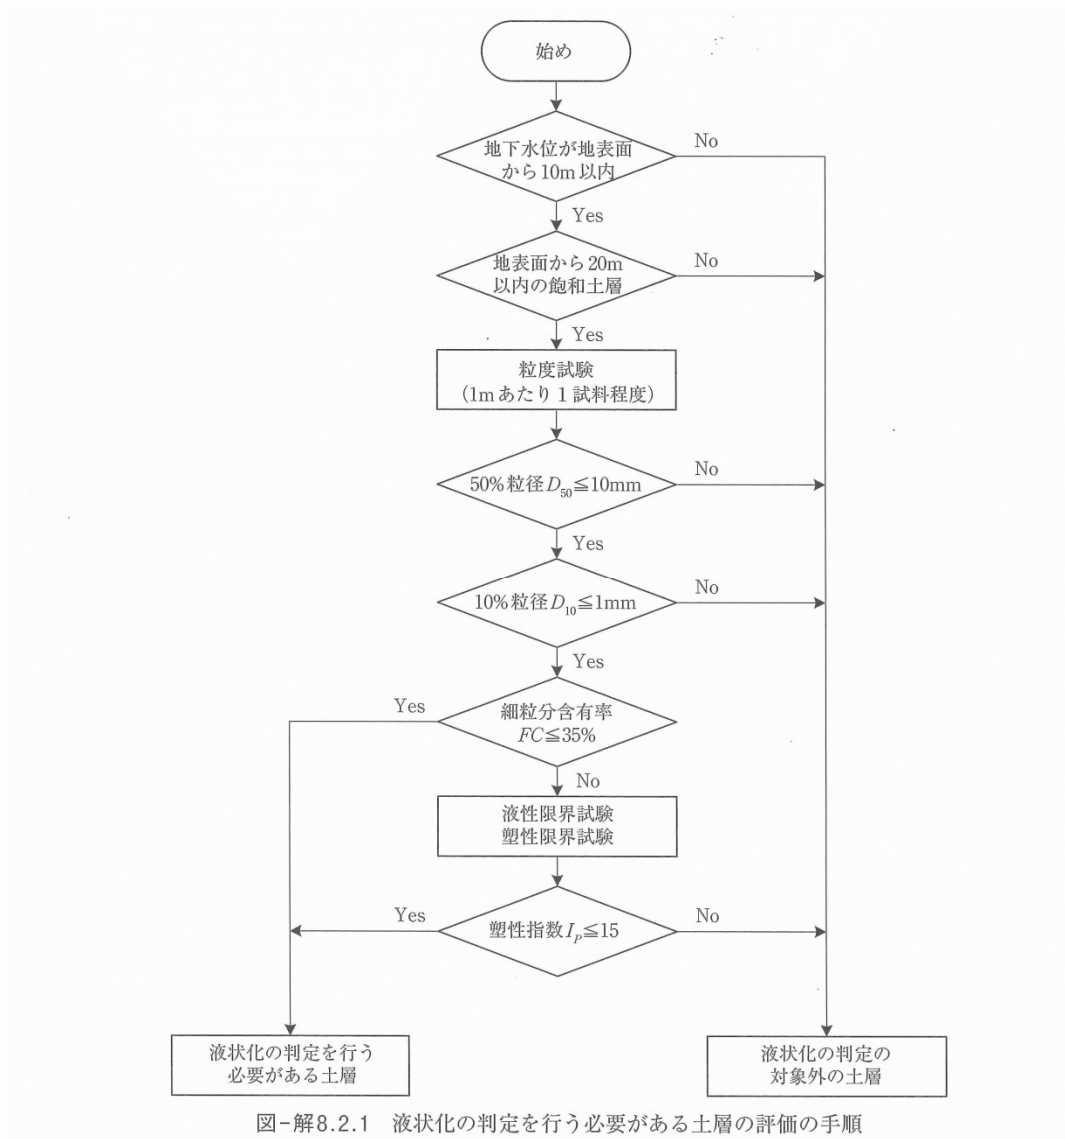 始め
地下水位が地表面
から10m以内
No
Yes
地表面から20m
以内の飽和土層
No
Yes
粒度試験
(1mあたり1試料程度)
50%粒径D50≦10mm
No
Yes
10%粒径D10≦1mm
No
Yes
細粒分含有率
FC≦35%
Yes
No
液性限界試験
塑性限界試験
塑性指数IP≦15
Yes
No
液状化の判定を行う
必要がある土層
液状化の判定の
対象外の土層
図-解8.2.1 液状化の判定を行う必要がある土層の評価の手順